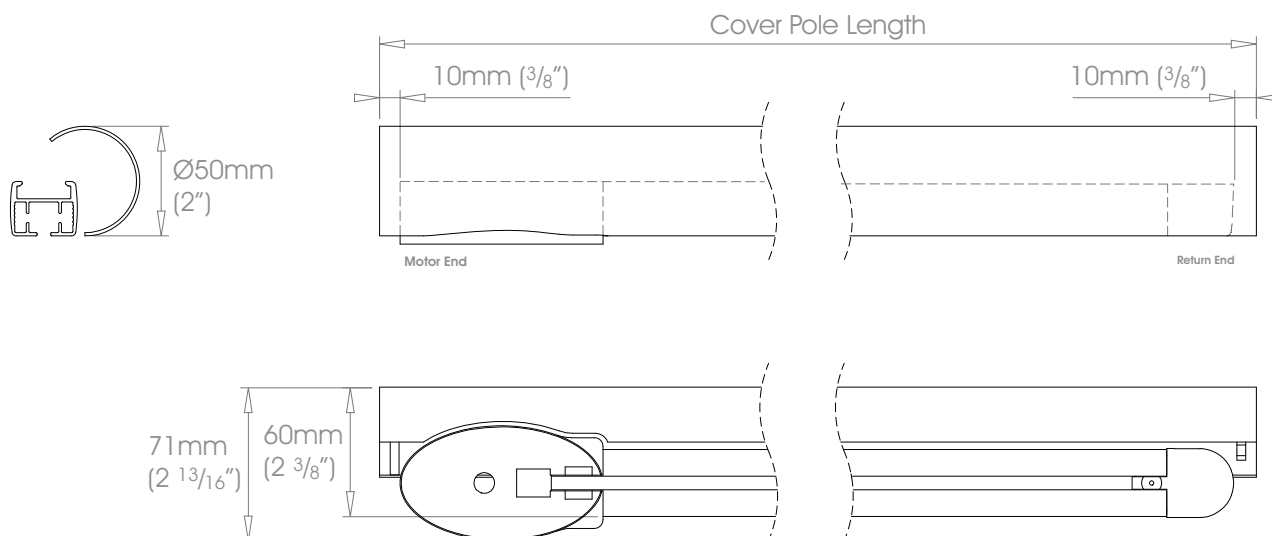 Cover Pole Length
10mm (3/8”)
10mm (3/8”)
Ø50mm
(2”)
Motor End
Return End
71mm
(2 13/16”)
60mm
(2 3/8”)